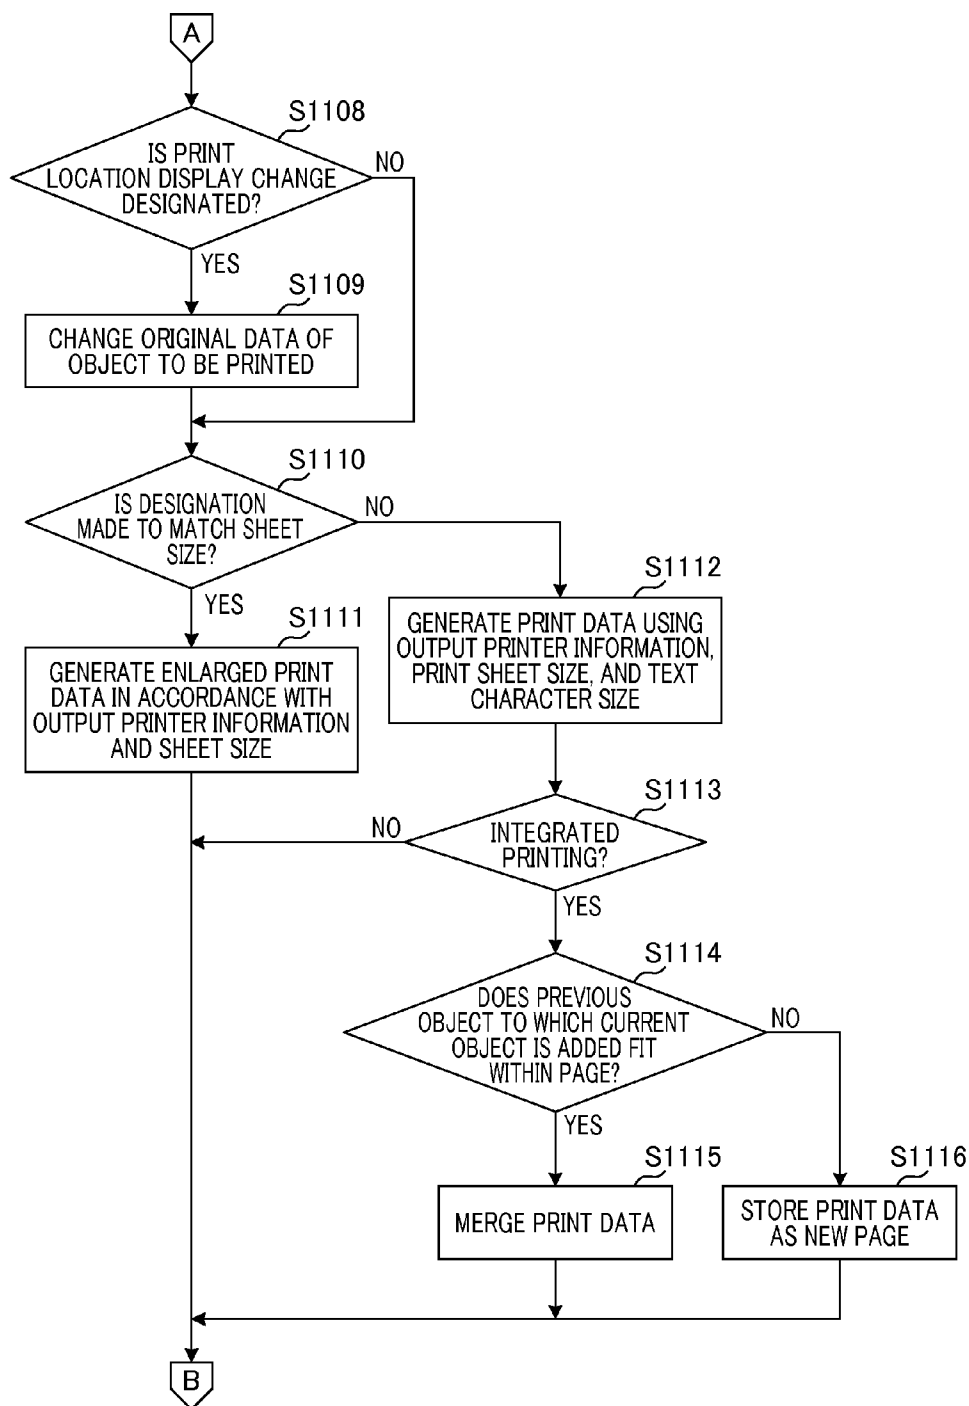 A
S1108
IS PRINT
LOCATION DISPLAY CHANGE
DESIGNATED?
NO
YES
S1109
CHANGE ORIGINAL DATA OF
OBJECT TO BE PRINTED
S1110
IS DESIGNATION
MADE TO MATCH SHEET
SIZE?
NO
YES
S1111
GENERATE ENLARGED PRINT
DATA IN ACCORDANCE WITH
OUTPUT PRINTER INFORMATION
AND SHEET SIZE
S1112
GENERATE PRINT DATA USING
OUTPUT PRINTER INFORMATION,
PRINT SHEET SIZE, AND TEXT
CHARACTER SIZE
S1113
INTEGRATED
PRINTING?
NO
YES
S1114
DOES PREVIOUS
OBJECT TO WHICH CURRENT
OBJECT IS ADDED FIT
WITHIN PAGE?
NO
YES
S1115
MERGE PRINT DATA
S1116
STORE PRINT DATA
AS NEW PAGE
B